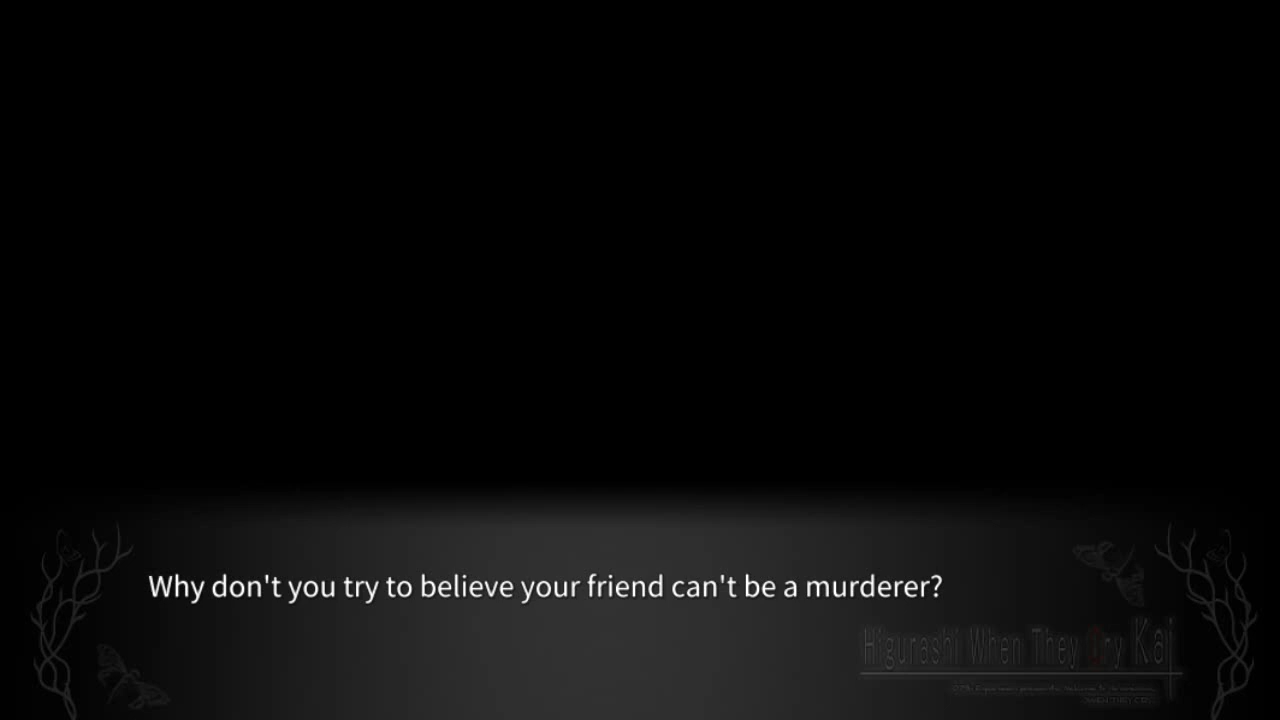 Why don't you try to believe your friend can't be a murderer?
Higurashi When They Cry Kai